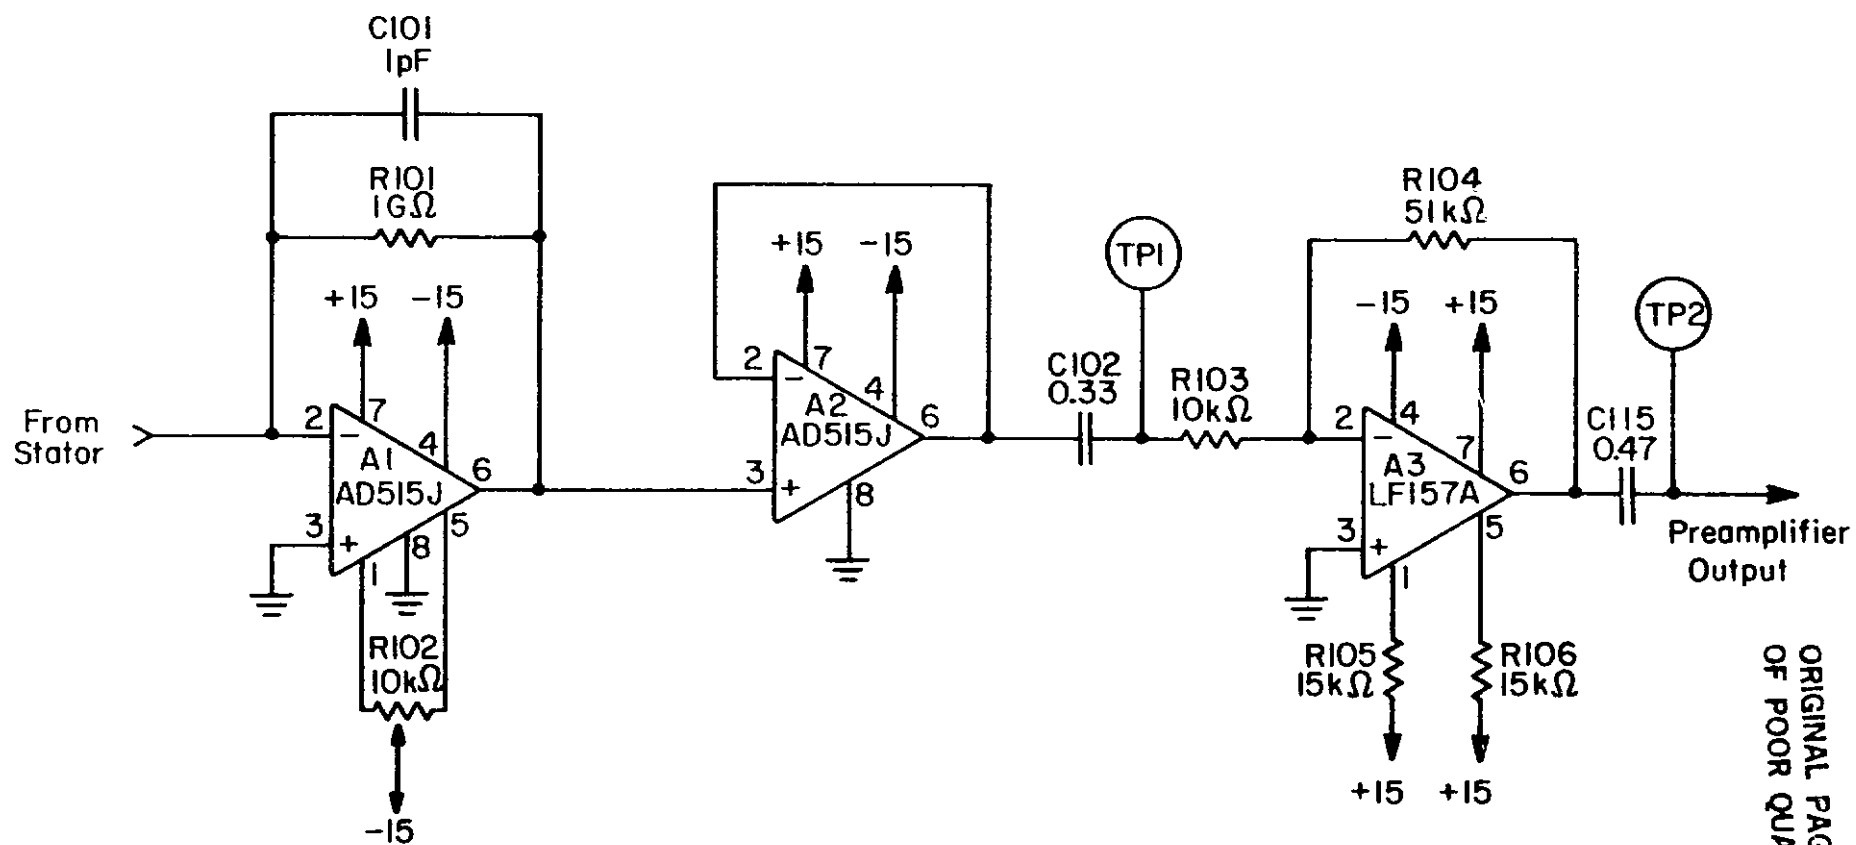 C101
1pF
R101
1GΩ
+15
-15
From
Stator
2
-
7
4
A1
AD515J
6
3
+
1
8
5
R102
10kΩ
-15
+15
-15
2
-
7
4
A2
AD515J
6
3
+
8
TP1
C102
0.33
R103
10kΩ
R104
51kΩ
-15
+15
2
-
4
7
A3
LF157A
6
3
+
1
5
R105
15kΩ
R106
15kΩ
+15
+15
C115
0.47
TP2
Preamplifier
Output
ORIGINAL
OF POOR